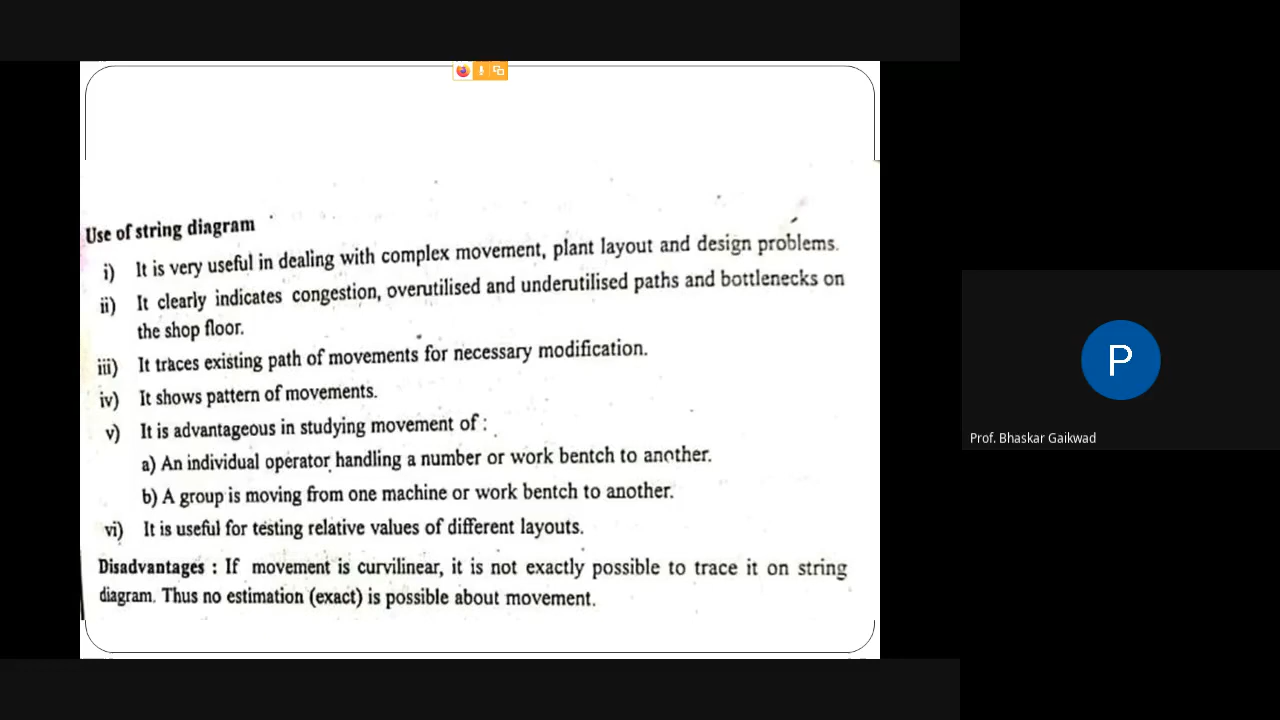 Use of string diagram
i) It is very useful in dealing with complex movement, plant layout and design problems.
ii) It clearly indicates congestion, overutilised and underutilised paths and bottlenecks on
the shop floor.
iii) It traces existing path of movements for necessary modification.
iv) It shows pattern of movements.
v) It is advantageous in studying movement of :
a) An individual operator handling a number or work bentch to another.
b) A group is moving from one machine or work bentch to another.
vi) It is useful for testing relative values of different layouts.
Disadvantages : If movement is curvilinear, it is not exactly possible to trace it on string
diagram. Thus no estimation (exact) is possible about movement.
P
Prof. Bhaskar Gaikwad